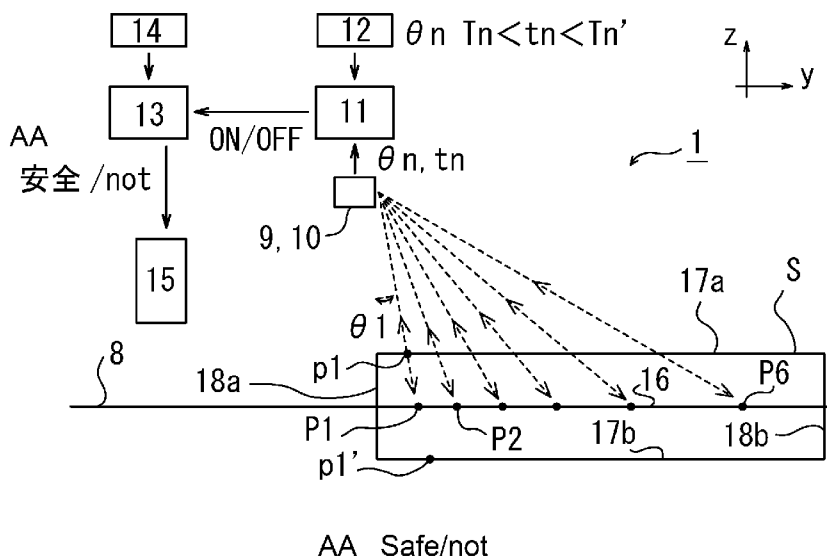 14
12 θn Tn<tn<Tn'
z
y
13
11
ON/OFF
AA
安全/not
θn, tn
1
9, 10
15
17a
S
θ1
8
p1
18a
16
P6
P1
P2
17b
18b
p1'
AA Safe/not